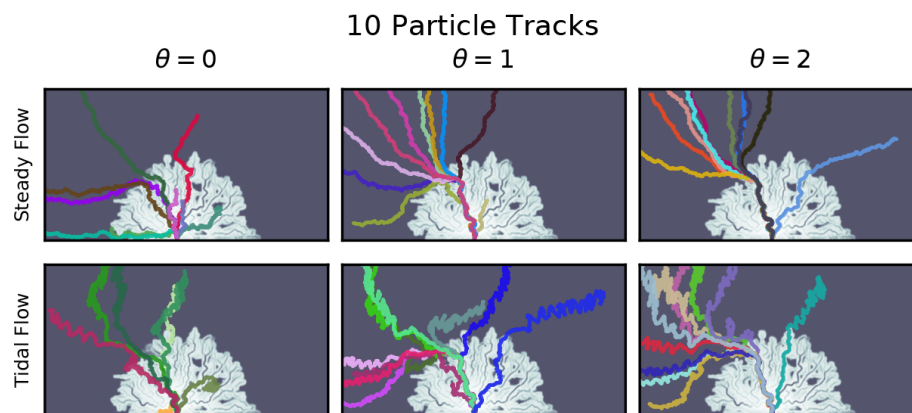 10 Particle Tracks
θ = 0
θ = 1
θ = 2
Steady Flow
Tidal Flow